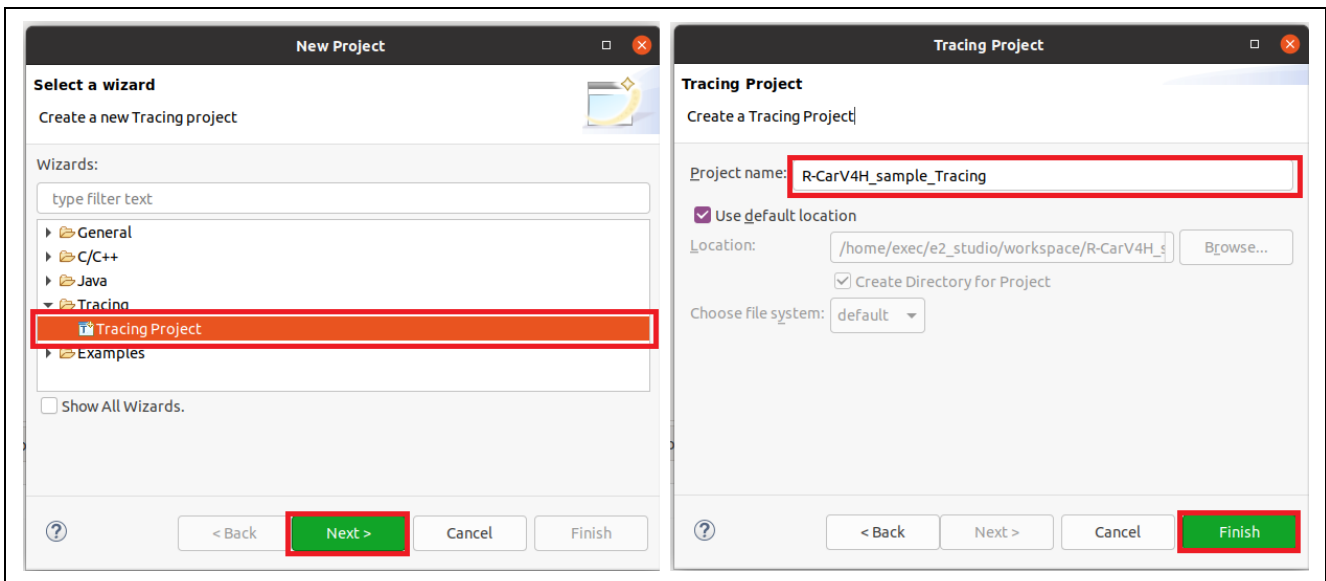 New Project
Select a wizard
Create a new Tracing project
Wizards:
type filter text
General
C/C++
Java
Tracing
Tracing Project
Examples
Show All Wizards.
< Back
Next >
Cancel
Finish
Tracing Project
Tracing Project
Create a Tracing Project
Project name:
R-CarV4H_sample_Tracing
Use default location
Location:
/home/exec/e2_studio/workspace/R-CarV4H_s
Browse...
Create Directory for Project
Choose file system:
default
< Back
Next >
Cancel
Finish